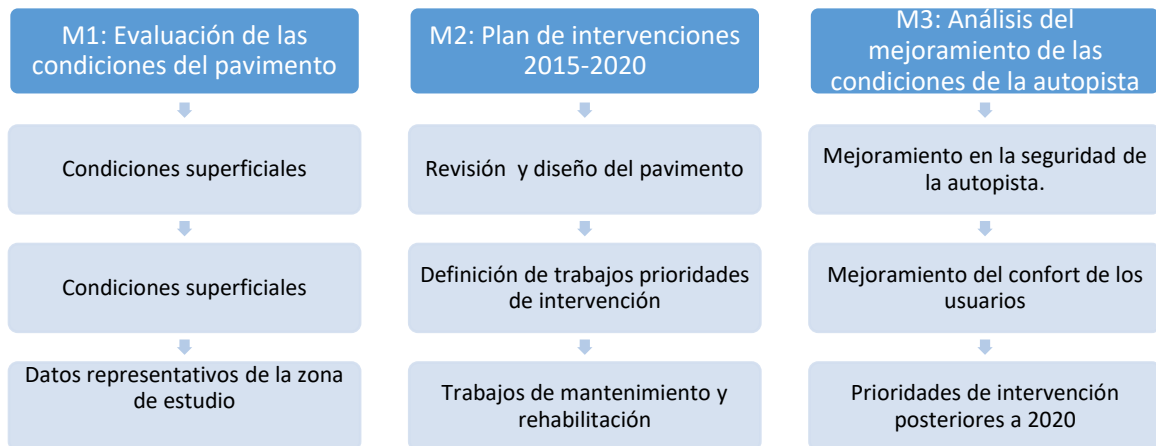 M1: Evaluación de las
condiciones del pavimento
Condiciones superficiales
Condiciones superficiales
Datos representativos de la zona
de estudio
M2: Plan de intervenciones
2015-2020
Revisión  y diseño del pavimento
Definición de trabajos prioridades
de intervención
Trabajos de mantenimiento y
rehabilitación
M3: Análisis del
mejoramiento de las
condiciones de la autopista
Mejoramiento en la seguridad de
la autopista.
Mejoramiento del confort de los
usuarios
Prioridades de intervención
posteriores a 2020